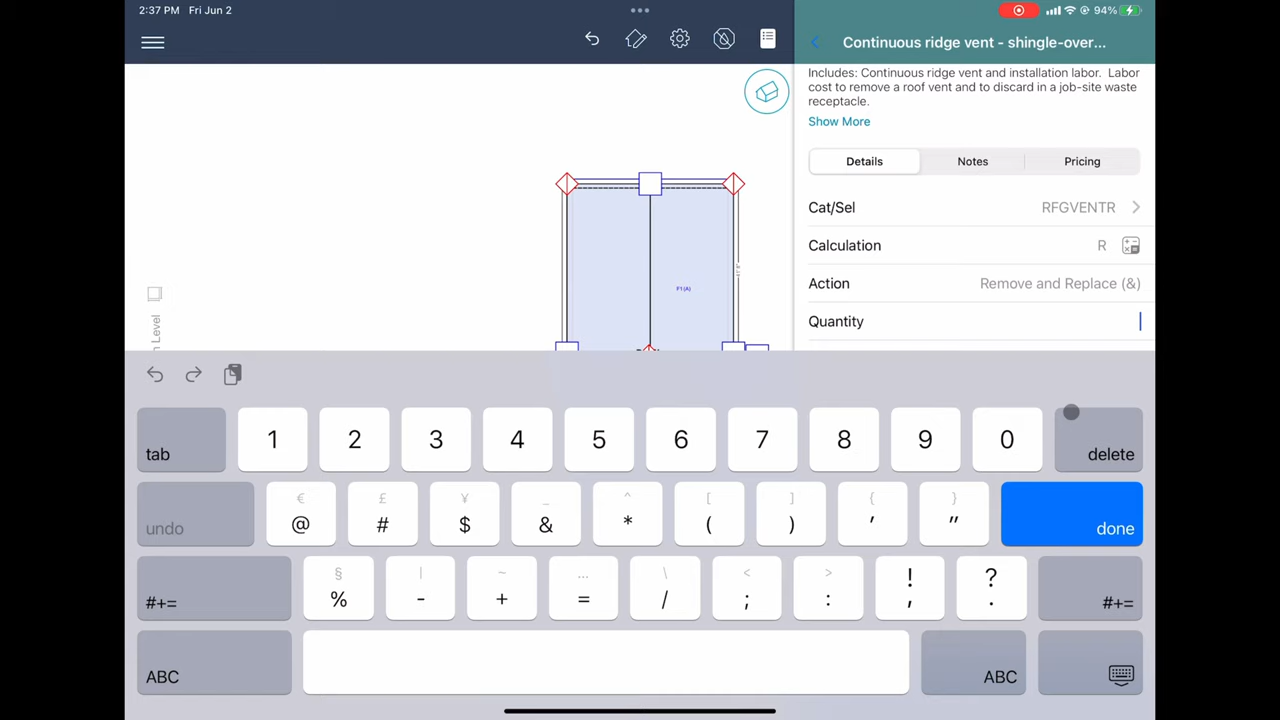 2:37 PM Fri Jun 2
94%
Continuous ridge vent - shingle-over...
Includes: Continuous ridge vent and installation labor. Labor
cost to remove a roof vent and to discard in a job-site waste
receptacle.
Show More
Details Notes Pricing
Cat/Sel RFGVENTR
Calculation R
Action Remove and Replace (&)
Quantity
F1(A)
Level
tab 1 2 3 4 5 6 7 8 9 0 delete
€ £ ¥ _ ^ [ ] { }
undo @ # $ & * ( ) ' " done
§ | ~ … \ < > ! ?
#+= % - + = / ; : , . #+=
ABC ABC